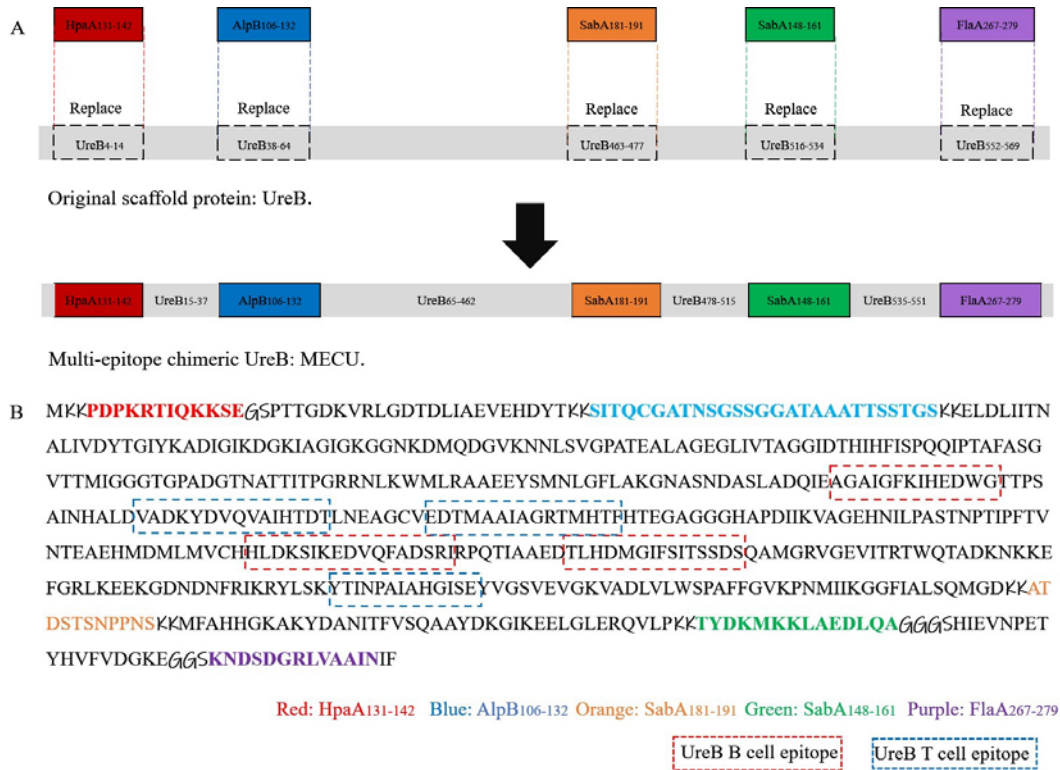 A
HpaA131-142 AlpB106-132 SabA181-191 SabA148-161 FlaA267-279
Replace Replace Replace Replace Replace
UreB4-14 UreB38-64 UreB463-477 UreB516-534 UreB552-569
Original scaffold protein: UreB.
HpaA131-142 UreB15-37 AlpB106-132 UreB65-462 SabA181-191 UreB478-515 SabA148-161 UreB535-551 FlaA267-279
Multi-epitope chimeric UreB: MECU.
B MKKPDPKRTIQKKSEGSPTTGDKVRLGDTDLIAEVEHDYTKKSITQCGATNSGSSGGATAAATTSSTGSKKELDLIITN
ALIVDYTGIYKADIGIKDGKIAGIGKGGNKDMQDGVKNNLSVGPATEALAGEGLIVTAGGIDTHIHFISPQQIPTAFASG
VTTMIGGGTGPADGTNATTITPGRRNLKWMLRAAEEYSMNLGFLAKGNASNDASLADQIEAGAIGFKIHEDWGTTPS
AINHALDVADKYDVQVAIHTDTLNEAGCVEDTMAAIAGRTMHTFHTEGAGGGHAPDIIKVAGEHNILPASTNPTIPFTV
NTEAEHMDMLMVCHHLDKSIKEDVQFADSRIRPQTIAAEDTLHDMGIFSITSSDSQAMGRVGEVITRTWQTADKNKKE
FGRLKEEKGDNDNFRIKRYLSKYTINPAIAHGISEYVGSVEVGKVADLVLWSPAFFGVKPNMIIKGGFIALSQMGDKKAT
DSTSNPPNSKKMFAHHGKAKYDANITFVSQAAYDKGIKEELGLERQVLPKKTYDKMKKLAEDLQAGGGSHIEVNPET
YHVFVDGKEGGSKNDSDGRLVAAINIF
Red: HpaA131-142 Blue: AlpB106-132 Orange: SabA181-191 Green: SabA148-161 Purple: FlaA267-279
UreB B cell epitope UreB T cell epitope